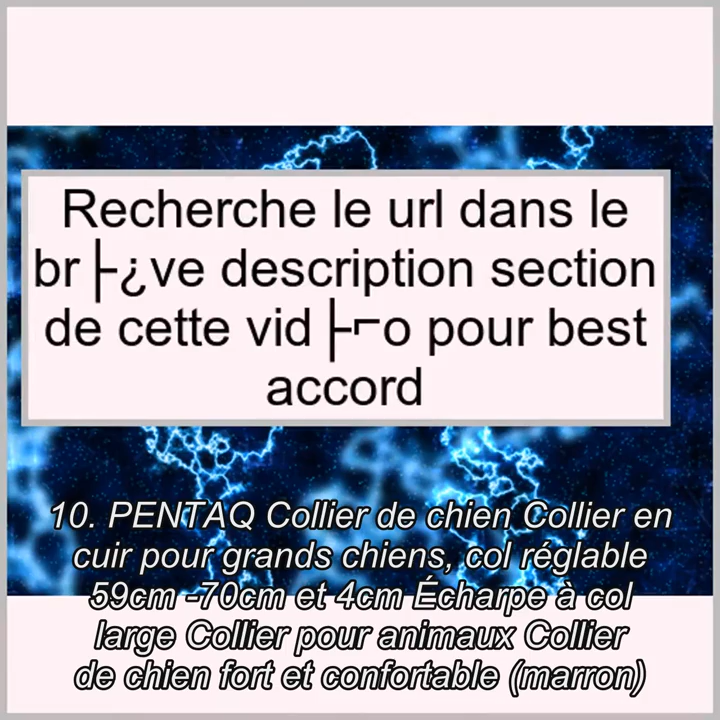 Recherche le url dans le
br├¿ve description section
de cette vid├⌐o pour best
accord
10. PENTAQ Collier de chien Collier en
cuir pour grands chiens, col réglable
59cm -70cm et 4cm Écharpe à col
large Collier pour animaux Collier
de chien fort et confortable (marron)